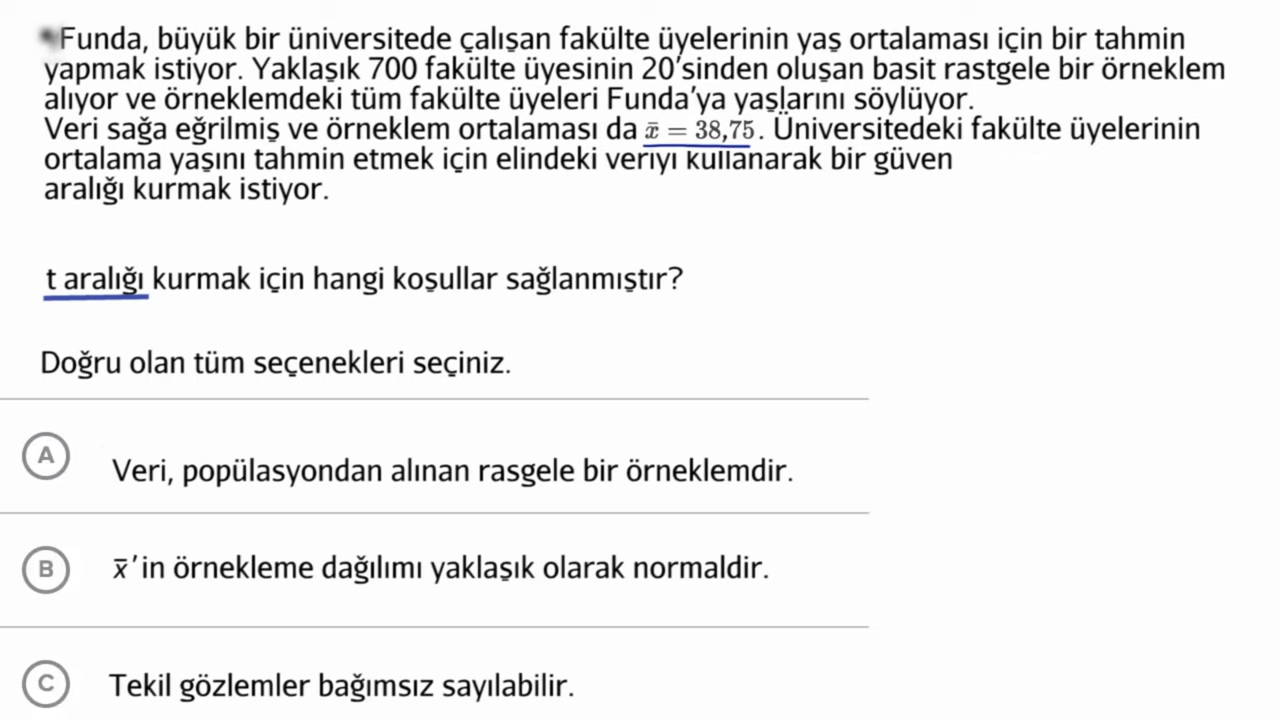 Funda, büyük bir üniversitede çalışan fakülte üyelerinin yaş ortalaması için bir tahmin
yapmak istiyor. Yaklaşık 700 fakülte üyesinin 20'sinden oluşan basit rastgele bir örneklem
alıyor ve örneklemdeki tüm fakülte üyeleri Funda'ya yaşlarını söylüyor.
Veri sağa eğrilmiş ve örneklem ortalaması da x̄ = 38,75. Üniversitedeki fakülte üyelerinin
ortalama yaşını tahmin etmek için elindeki veriyi kullanarak bir güven
aralığı kurmak istiyor.
t aralığı kurmak için hangi koşullar sağlanmıştır?
Doğru olan tüm seçenekleri seçiniz.
A Veri, popülasyondan alınan rasgele bir örneklemdir.
B x̄'in örnekleme dağılımı yaklaşık olarak normaldir.
C Tekil gözlemler bağımsız sayılabilir.